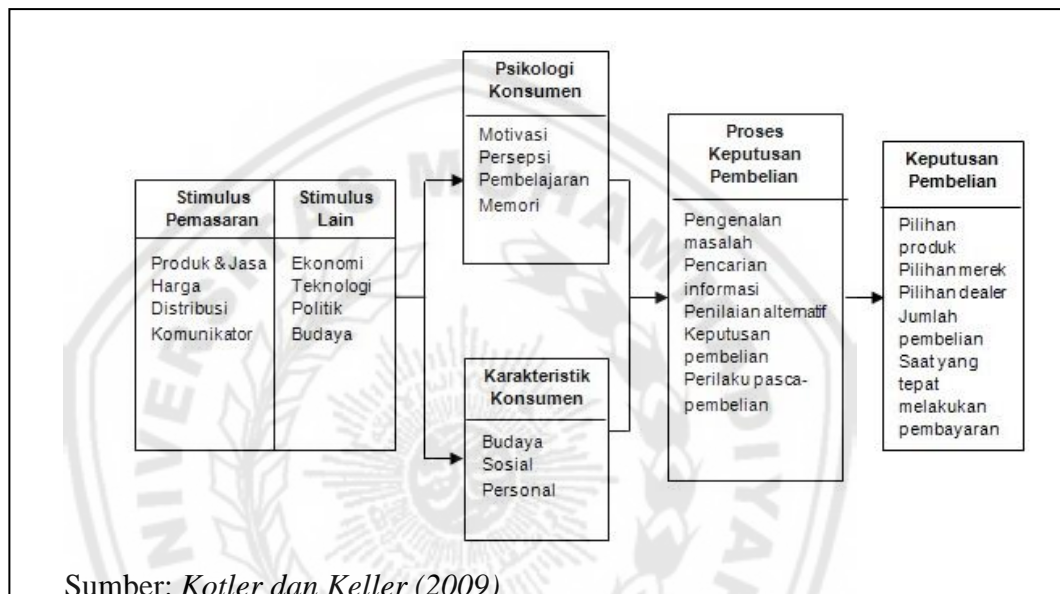 Psikologi
Konsumen
Motivasi
Persepsi
Pembelajaran
Memori
Stimulus
Pemasaran
Produk & Jasa
Harga
Distribusi
Komunikator
Stimulus
Lain
Ekonomi
Teknologi
Politik
Budaya
Karakteristik
Konsumen
Budaya
Sosial
Personal
Proses
Keputusan
Pembelian
Pengenalan
masalah
Pencarian
informasi
Penilaian alternatif
Keputusan
pembelian
Perilaku pasca-
pembelian
Keputusan
Pembelian
Pilihan
produk
Pilihan merek
Pilihan dealer
Jumlah
pembelian
Saat yang
tepat
melakukan
pembayaran
Sumber: Kotler dan Keller (2009)